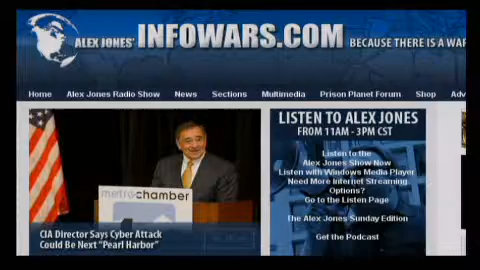 ALEX JONES' INFOWARS.COM BECAUSE THERE IS A WAR
Home Alex Jones Radio Show News Sections Multimedia Prison Planet Forum Shop Adv
metro chamber
CIA Director Says Cyber Attack
Could Be Next "Pearl Harbor"
LISTEN TO ALEX JONES
FROM 11AM - 3PM CST
Listen to the
Alex Jones Show Now
Listen with Windows Media Player
Need More Internet Streaming
Options?
Go to the Listen Page
The Alex Jones Sunday Edition
Get the Podcast